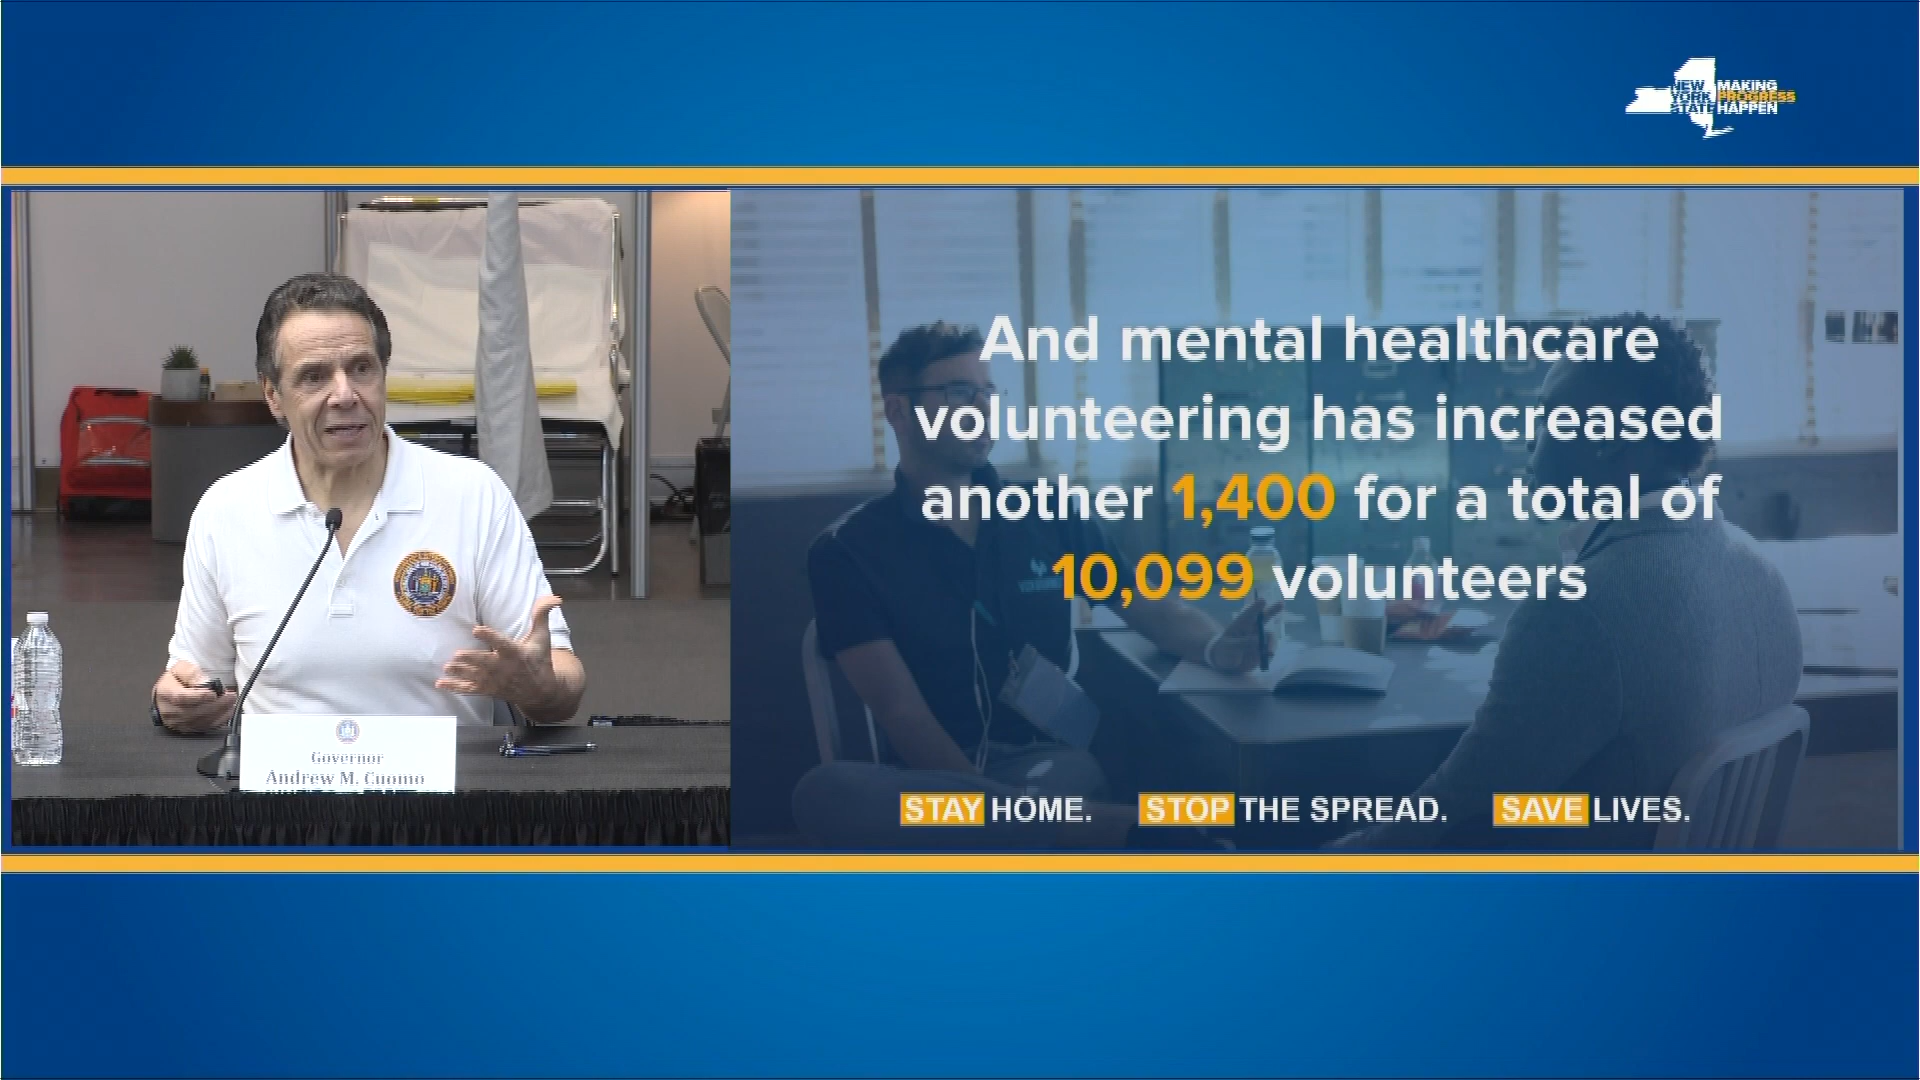 NEW
YORK
STATE
MAKING
PROGRESS
HAPPEN
And mental healthcare
volunteering has increased
another 1,400 for a total of
10,099 volunteers
STAY HOME. STOP THE SPREAD. SAVE LIVES.
Governor
Andrew M. Cuomo